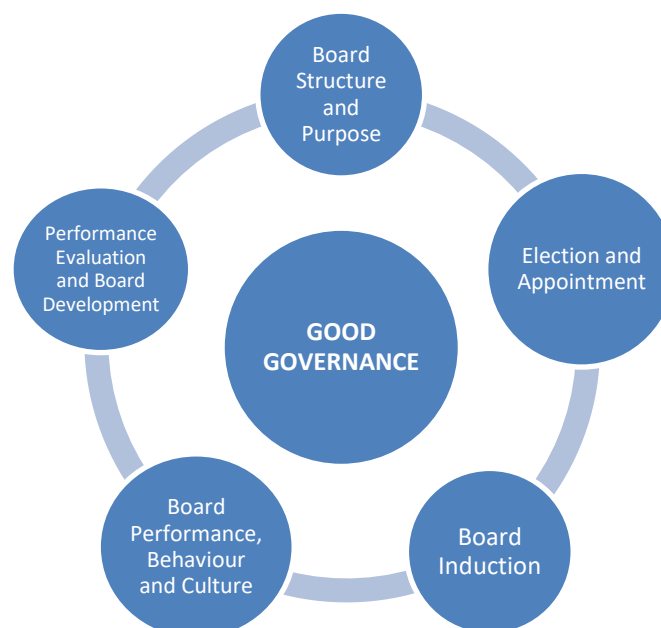 Board
Structure
and
Purpose
Performance
Evaluation
and Board
Development
Election and
Appointment
GOOD
GOVERNANCE
Board
Performance,
Behaviour
and Culture
Board
Induction